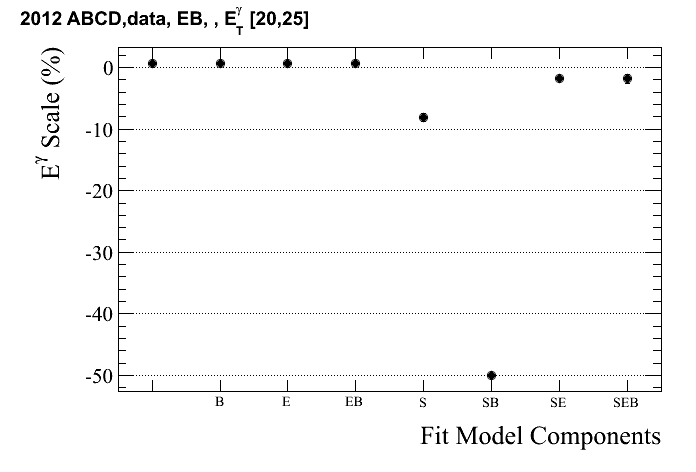 2012 ABCD,data, EB, , E_T^γ [20,25]
E^γ Scale (%)
0
-10
-20
-30
-40
-50
B E EB S SB SE SEB
Fit Model Components